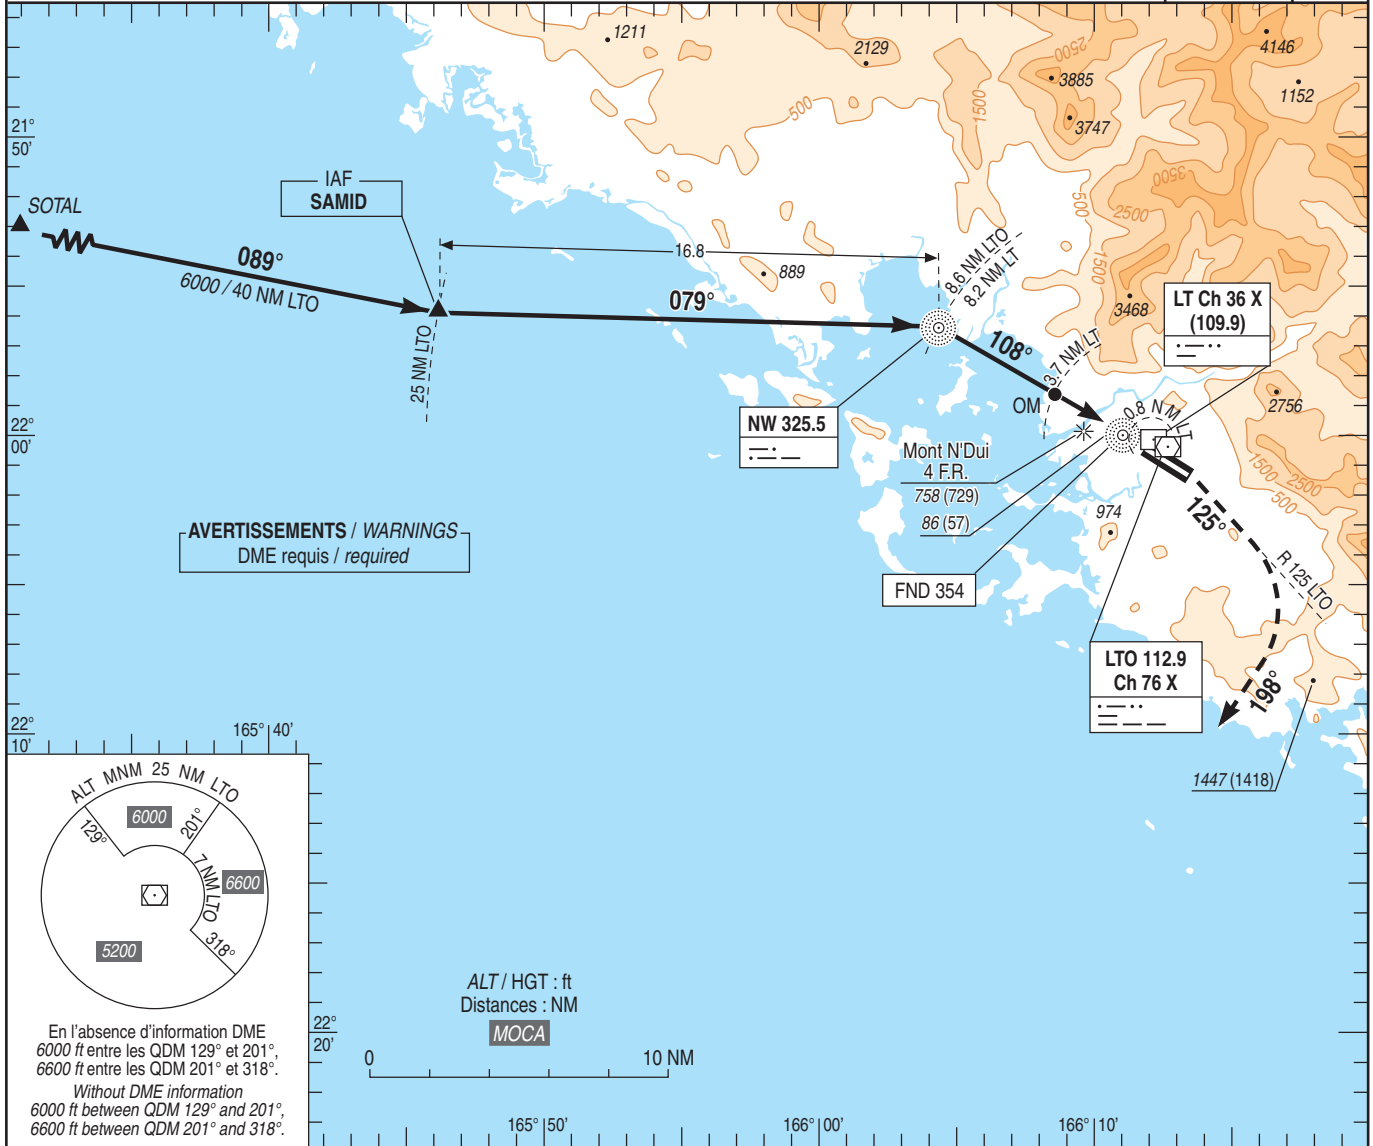 1211
2129
2500
3885
3747
4146
1152
500
1500
21°
50'
3500
2500
500
1500
IAF
SAMID
SOTAL
089°
6000 / 40 NM LTO
16.8
889
8.6 NM LTO
8.2 NM LT
079°
25 NM LTO
108°
3.7 NM LT
3468
LT Ch 36 X
(109.9)
OM
0.8 NM LT
2756
NW 325.5
22°
00'
Mont N'Dui
4 F.R.
758 (729)
86 (57)
974
1500
2500
500
125°
AVERTISSEMENTS / WARNINGS
DME requis / required
FND 354
R 125 LTO
LTO 112.9
Ch 76 X
198°
22°
10'
165° 40'
1447 (1418)
ALT MNM 25 NM LTO
6000
129°
201°
7 NM LTO
6600
5200
318°
ALT / HGT : ft
Distances : NM
MOCA
En l'absence d'information DME
6000 ft entre les QDM 129° et 201°,
6600 ft entre les QDM 201° et 318°.
Without DME information
6000 ft between QDM 129° and 201°,
6600 ft between QDM 201° and 318°.
22°
20'
0
10 NM
165° 50'
166° 00'
166° 10'